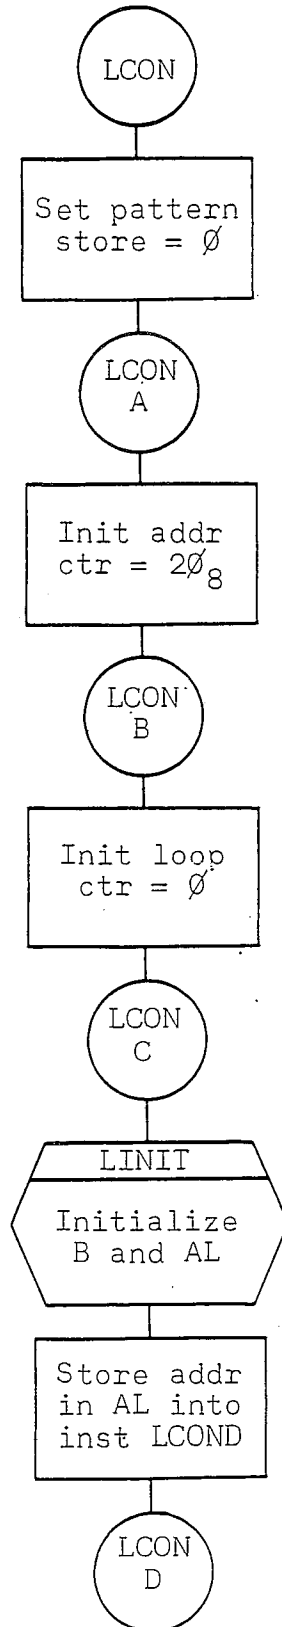 LCON
Set pattern
store = Ø
LCON
A
Init addr
ctr = 2Ø₈
LCON
B
Init loop
ctr = Ø
LCON
C
LINIT
Initialize
B and AL
Store addr
in AL into
inst LCOND
LCON
D